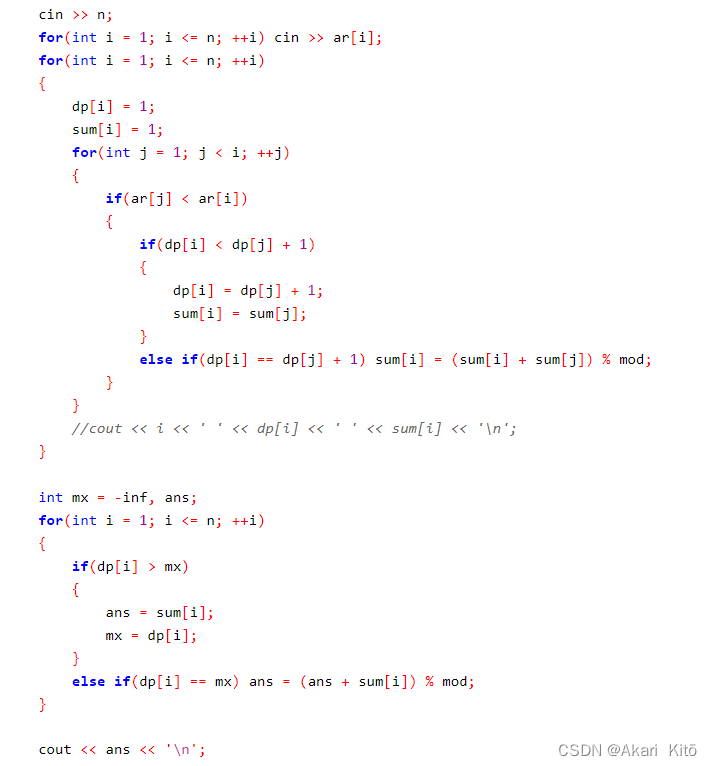 cin >> n;
for(int i = 1; i <= n; ++i) cin >> ar[i];
for(int i = 1; i <= n; ++i)
{
    dp[i] = 1;
    sum[i] = 1;
    for(int j = 1; j < i; ++j)
    {
        if(ar[j] < ar[i])
        {
            if(dp[i] < dp[j] + 1)
            {
                dp[i] = dp[j] + 1;
                sum[i] = sum[j];
            }
            else if(dp[i] == dp[j] + 1) sum[i] = (sum[i] + sum[j]) % mod;
        }
    }
    //cout << i << ' ' << dp[i] << ' ' << sum[i] << '\n';
}

int mx = -inf, ans;
for(int i = 1; i <= n; ++i)
{
    if(dp[i] > mx)
    {
        ans = sum[i];
        mx = dp[i];
    }
    else if(dp[i] == mx) ans = (ans + sum[i]) % mod;
}

cout << ans << '\n';
CSDN @Akari Kitō